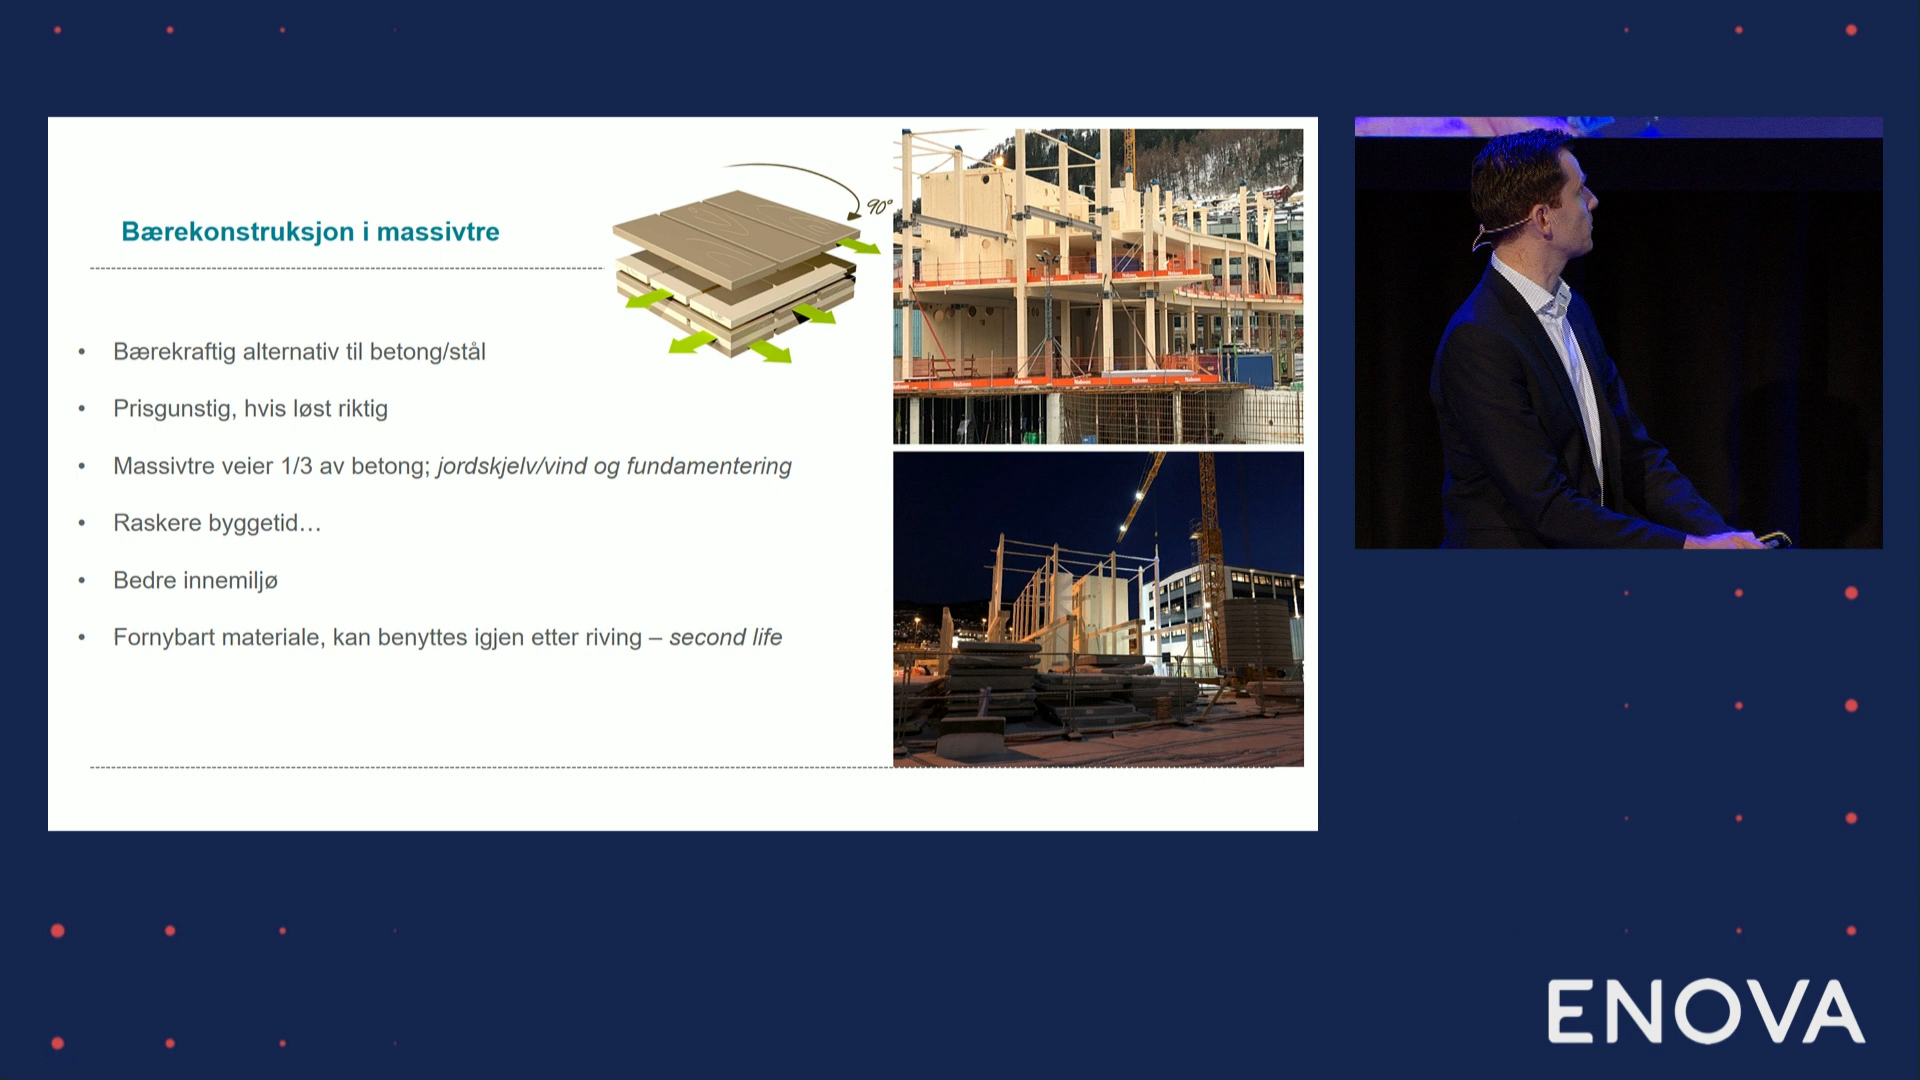 Bærekonstruksjon i massivtre
90°
• Bærekraftig alternativ til betong/stål
• Prisgunstig, hvis løst riktig
• Massivtre veier 1/3 av betong; jordskjelv/vind og fundamentering
• Raskere byggetid…
• Bedre innemiljø
• Fornybart materiale, kan benyttes igjen etter riving – second life
ENOVA